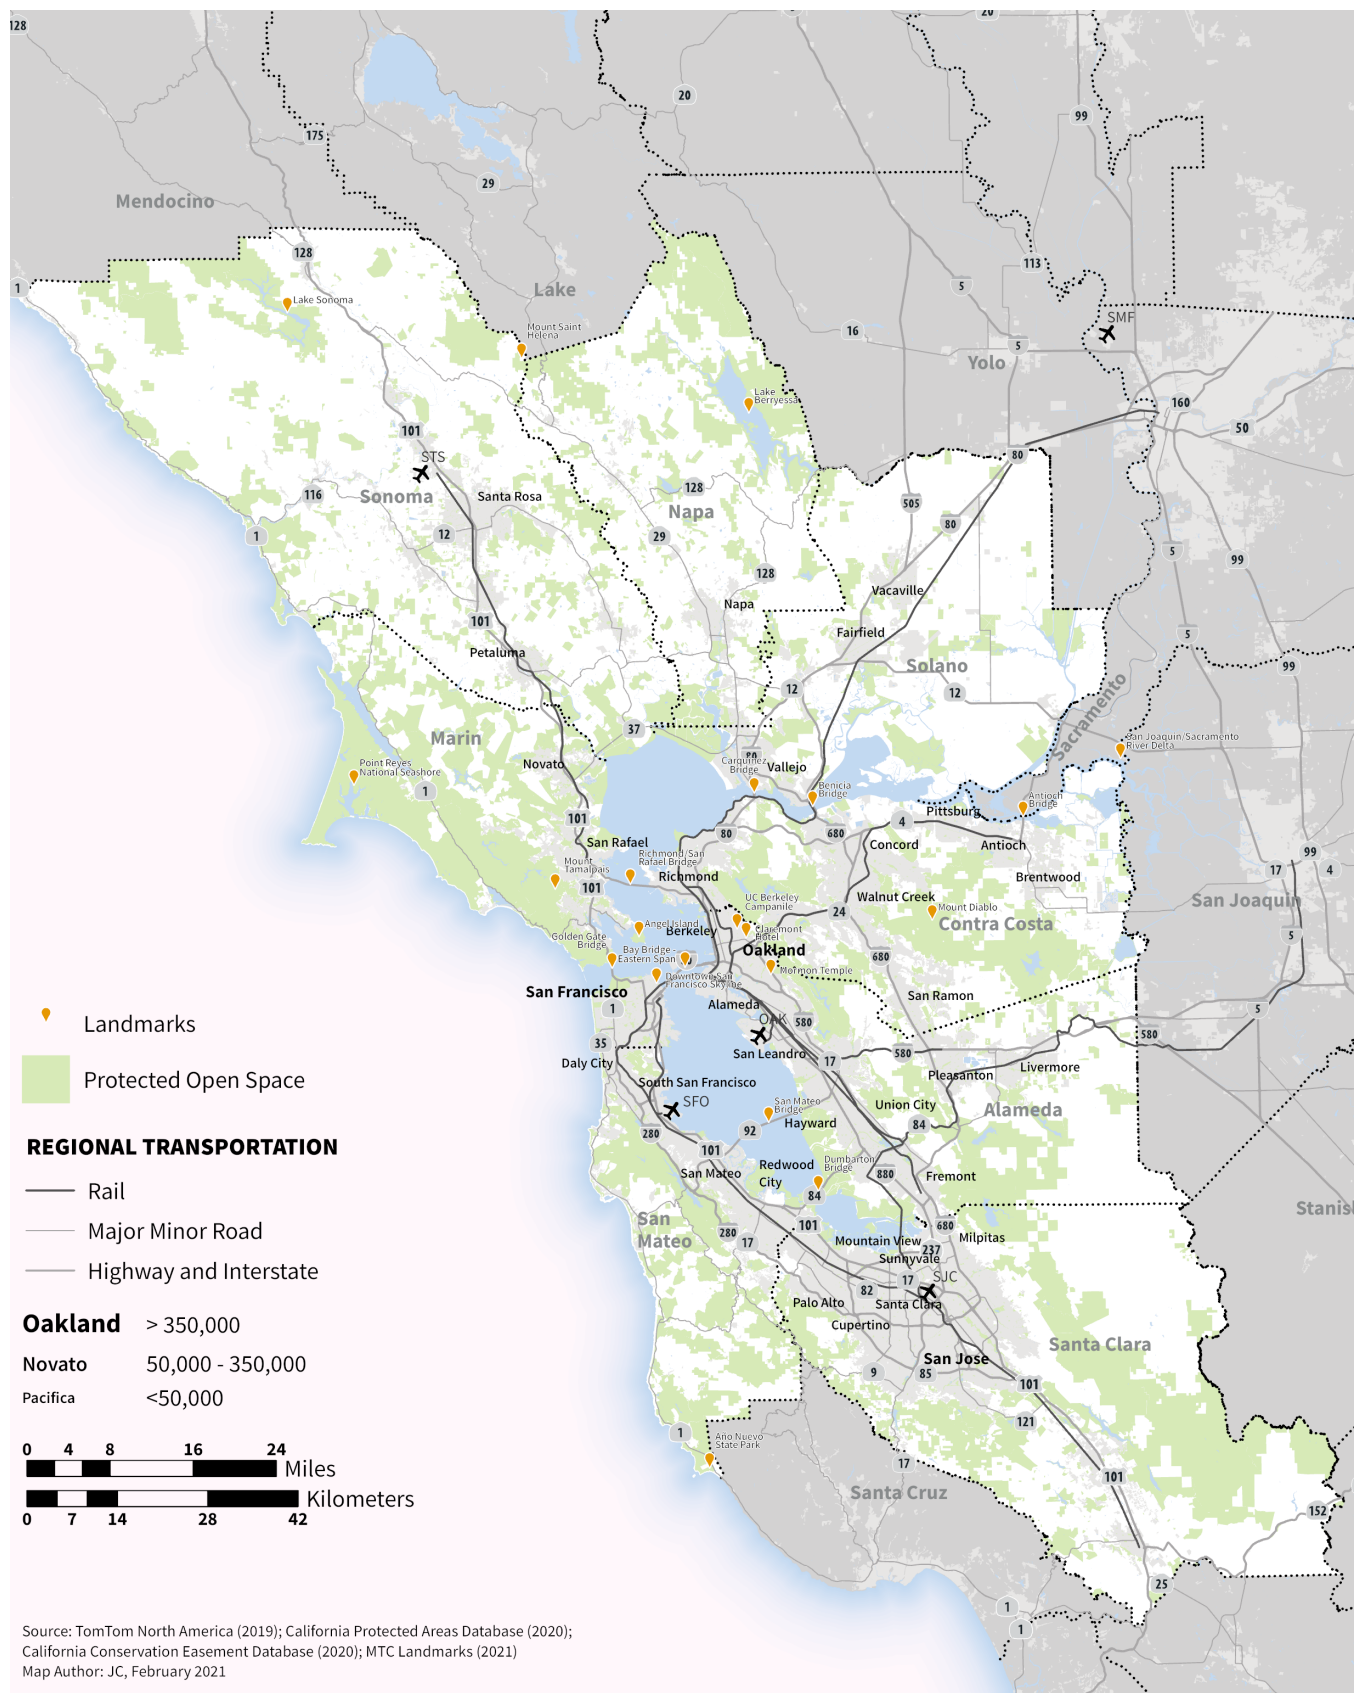 128
20
20
99
175
29
Mendocino
128
113
1
Lake
5
Lake Sonoma
SMF
Mount Saint
Helena
16
5
Yolo
Lake
Berryessa
160
50
101
STS
80
116
Sonoma
Santa Rosa
128
Napa
505
80
12
29
1
5
99
128
Vacaville
Napa
101
Fairfield
5
Petaluma
Solano
99
12
12
Sacramento
37
Marin
San Joaquin/Sacramento
River Delta
80
Carquinez
Bridge
Vallejo
Novato
Point Reyes
National Seashore
1
Benicia
Bridge
Antioch
Bridge
Pittsburg
101
80
680
4
San Rafael
Concord
Antioch
Richmond/San
Rafael Bridge
99
Mount
Tamalpais
17
4
Richmond
Brentwood
101
UC Berkeley
Campanile
Walnut Creek
San Joaquin
24
Mount Diablo
Contra Costa
Angel Island
Berkeley
Claremont
Hotel
Golden Gate
Bridge
5
Bay Bridge -
Eastern Span
Oakland
680
Mormon Temple
Downtown San
Francisco Skyline
San Francisco
San Ramon
Alameda
1
5
OAK
580
Landmarks
580
35
San Leandro
580
17
Daly City
Livermore
Pleasanton
Protected Open Space
South San Francisco
SFO
San Mateo
Bridge
Union City
Alameda
Hayward
84
92
280
REGIONAL TRANSPORTATION
101
Dumbarton
Bridge
Redwood
City
San Mateo
880
Fremont
Rail
84
Stanisl
San
Mateo
101
680
Major Minor Road
280
17
Mountain View
Milpitas
237
Sunnyvale
Highway and Interstate
SJC
17
82
Palo Alto
Santa Clara
Oakland > 350,000
Cupertino
Santa Clara
San Jose
Novato 50,000 - 350,000
9
85
101
Pacifica <50,000
121
1
Año Nuevo
State Park
0 4 8 16 24
Miles
17
101
Santa Cruz
Kilometers
0 7 14 28 42
152
25
1
1
Source: TomTom North America (2019); California Protected Areas Database (2020);
California Conservation Easement Database (2020); MTC Landmarks (2021)
Map Author: JC, February 2021